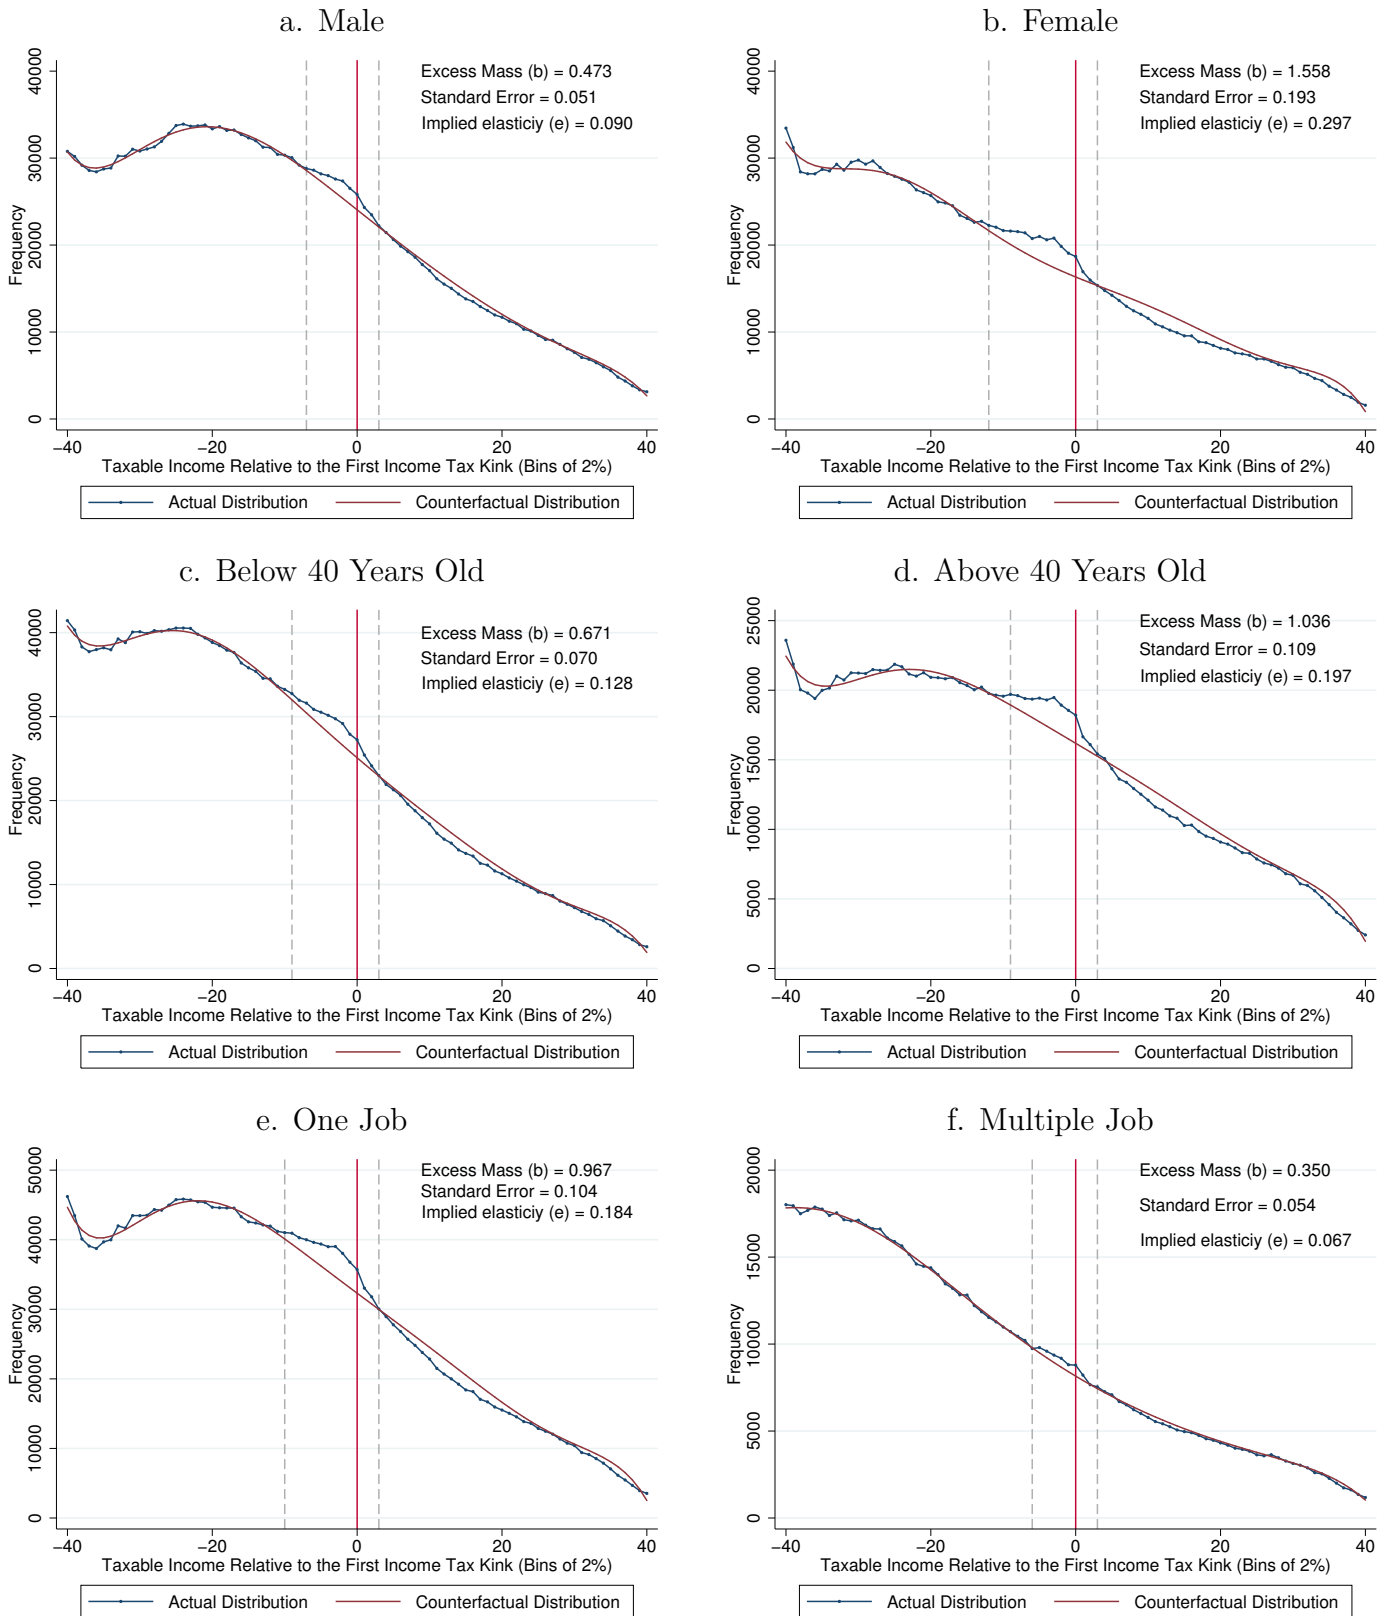 a. Male
Excess Mass (b) = 0.473
Standard Error = 0.051
Implied elasticiy (e) = 0.090
Frequency
0
10000
20000
30000
40000
−40
−20
0
20
40
Taxable Income Relative to the First Income Tax Kink (Bins of 2%)
Actual Distribution
Counterfactual Distribution
b. Female
Excess Mass (b) = 1.558
Standard Error = 0.193
Implied elasticiy (e) = 0.297
Frequency
0
10000
20000
30000
40000
−40
−20
0
20
40
Taxable Income Relative to the First Income Tax Kink (Bins of 2%)
Actual Distribution
Counterfactual Distribution
c. Below 40 Years Old
Excess Mass (b) = 0.671
Standard Error = 0.070
Implied elasticiy (e) = 0.128
Frequency
0
10000
20000
30000
40000
−40
−20
0
20
40
Taxable Income Relative to the First Income Tax Kink (Bins of 2%)
Actual Distribution
Counterfactual Distribution
d. Above 40 Years Old
Excess Mass (b) = 1.036
Standard Error = 0.109
Implied elasticiy (e) = 0.197
Frequency
0
5000
10000
15000
20000
25000
−40
−20
0
20
40
Taxable Income Relative to the First Income Tax Kink (Bins of 2%)
Actual Distribution
Counterfactual Distribution
e. One Job
Excess Mass (b) = 0.967
Standard Error = 0.104
Implied elasticiy (e) = 0.184
Frequency
0
10000
20000
30000
40000
50000
−40
−20
0
20
40
Taxable Income Relative to the First Income Tax Kink (Bins of 2%)
Actual Distribution
Counterfactual Distribution
f. Multiple Job
Excess Mass (b) = 0.350
Standard Error = 0.054
Implied elasticiy (e) = 0.067
Frequency
0
5000
10000
15000
20000
−40
−20
0
20
40
Taxable Income Relative to the First Income Tax Kink (Bins of 2%)
Actual Distribution
Counterfactual Distribution